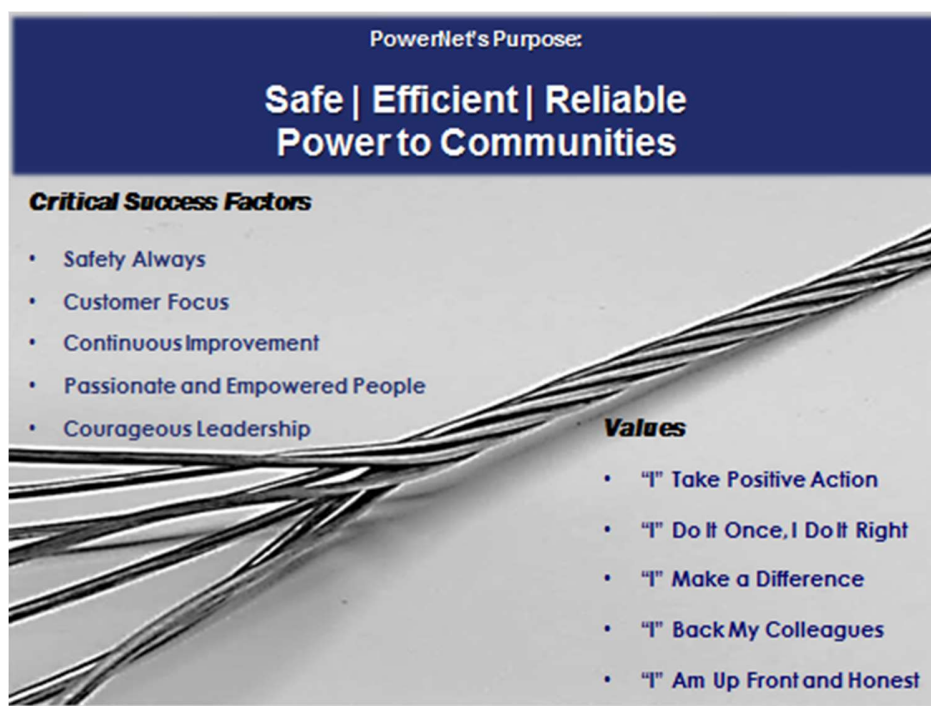 PowerNet's Purpose:
Safe | Efficient | Reliable
Power to Communities
Critical Success Factors
• Safety Always
• Customer Focus
• Continuous Improvement
• Passionate and Empowered People
• Courageous Leadership
Values
• “I” Take Positive Action
• “I” Do It Once, I Do It Right
• “I” Make a Difference
• “I” Back My Colleagues
• “I” Am Up Front and Honest